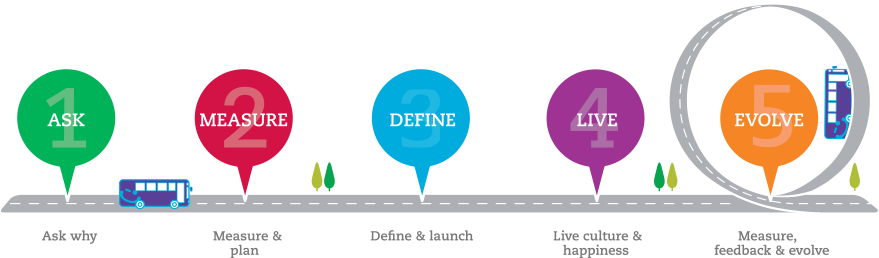 1
ASK
2
MEASURE
3
DEFINE
4
LIVE
5
EVOLVE
Ask why
Measure &
plan
Define & launch
Live culture &
happiness
Measure,
feedback & evolve